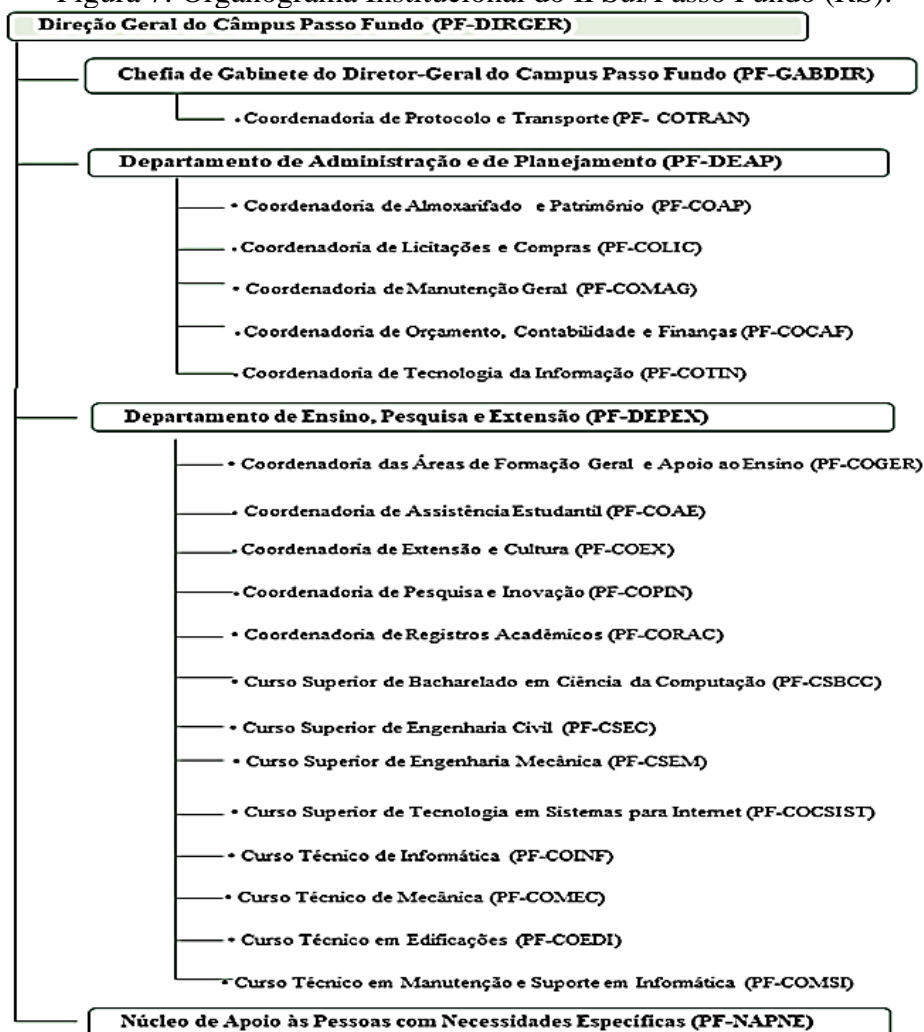 Figura 7: Organograma Institucional do IFSul/Passo Fundo (RS).
Direção Geral do Câmpus Passo Fundo (PF-DIRGER)
Chefia de Gabinete do Diretor-Geral do Campus Passo Fundo (PF-GABDIR)
• Coordenadoria de Protocolo e Transporte (PF- COTRAN)
Departamento de Administração e de Planejamento (PF-DEAP)
• Coordenadoria de Almoxarifado e Patrimônio (PF-COAP)
• Coordenadoria de Licitações e Compras (PF-COLIC)
• Coordenadoria de Manutenção Geral (PF-COMAG)
• Coordenadoria de Orçamento, Contabilidade e Finanças (PF-COCAF)
• Coordenadoria de Tecnologia da Informação (PF-COTIN)
Departamento de Ensino, Pesquisa e Extensão (PF-DEPEX)
• Coordenadoria das Áreas de Formação Geral e Apoio ao Ensino (PF-COGER)
• Coordenadoria de Assistência Estudantil (PF-COAE)
• Coordenadoria de Extensão e Cultura (PF-COEX)
• Coordenadoria de Pesquisa e Inovação (PF-COPIN)
• Coordenadoria de Registros Acadêmicos (PF-CORAC)
• Curso Superior de Bacharelado em Ciência da Computação (PF-CSBCC)
• Curso Superior de Engenharia Civil (PF-CSEC)
• Curso Superior de Engenharia Mecânica (PF-CSEM)
• Curso Superior de Tecnologia em Sistemas para Internet (PF-COCSIST)
• Curso Técnico de Informática (PF-COINF)
• Curso Técnico de Mecânica (PF-COMEC)
• Curso Técnico em Edificações (PF-COEDI)
• Curso Técnico em Manutenção e Suporte em Informática (PF-COMSI)
Núcleo de Apoio às Pessoas com Necessidades Específicas (PF-NAPNE)